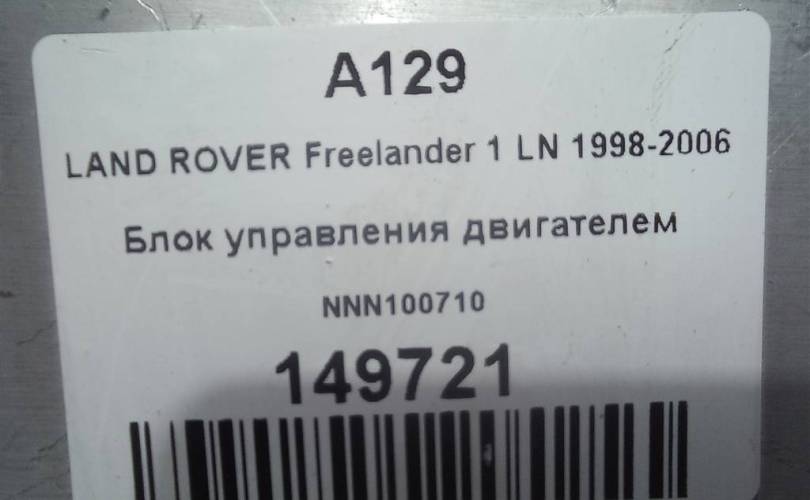 A129
LAND ROVER Freelander 1 LN 1998-2006
Блок управления двигателем
NNN100710
149721